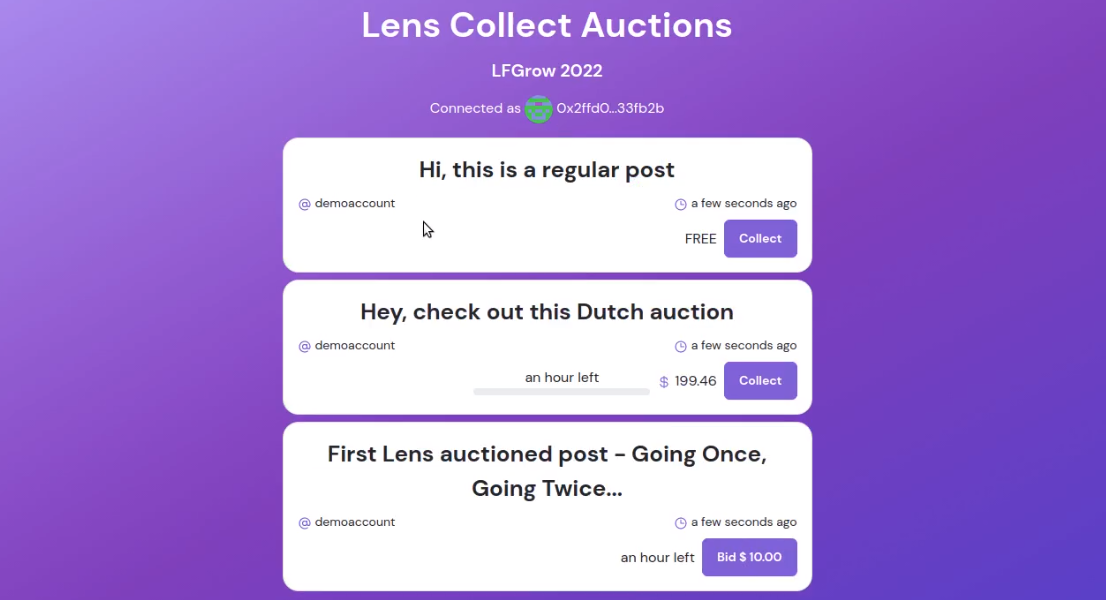 Lens Collect Auctions
LFGrow 2022
Connected as 0x2ffd0...33fb2b
Hi, this is a regular post
@ demoaccount a few seconds ago
FREE Collect
Hey, check out this Dutch auction
@ demoaccount a few seconds ago
an hour left $ 199.46 Collect
First Lens auctioned post - Going Once,
Going Twice...
@ demoaccount a few seconds ago
an hour left Bid $ 10.00